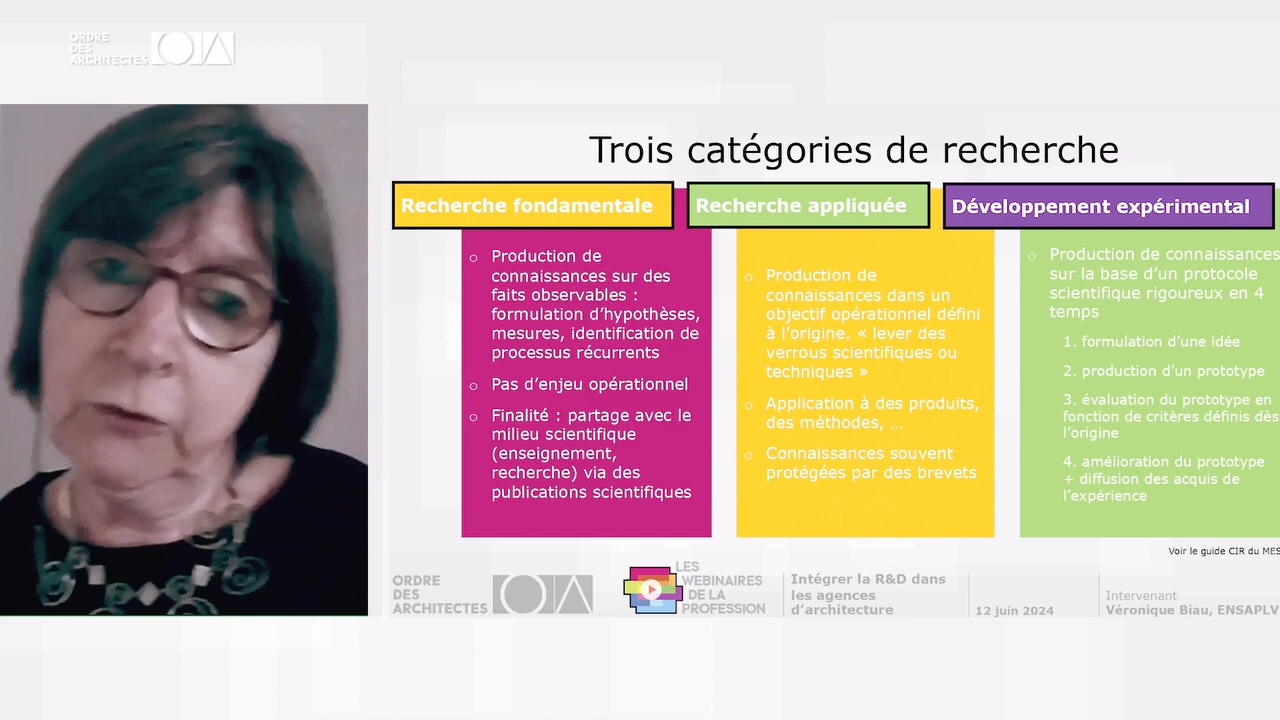 ORDRE
DES
ARCHITECTES
Trois catégories de recherche
Recherche fondamentale
Production de
connaissances sur des
faits observables :
formulation d’hypothèses,
mesures, identification de
processus récurrents
Pas d’enjeu opérationnel
Finalité : partage avec le
milieu scientifique
(enseignement,
recherche) via des
publications scientifiques
Recherche appliquée
Production de
connaissances dans un
objectif opérationnel défini
à l’origine. « lever des
verrous scientifiques ou
techniques »
Application à des produits,
des méthodes, …
Connaissances souvent
protégées par des brevets
Développement expérimental
Production de connaissances
sur la base d’un protocole
scientifique rigoureux en 4
temps
1. formulation d’une idée
2. production d’un prototype
3. évaluation du prototype en
fonction de critères définis dès
l’origine
4. amélioration du prototype
+ diffusion des acquis de
l’expérience
Voir le guide CIR du MES
ORDRE
DES
ARCHITECTES
LES
WEBINAIRES
DE LA
PROFESSION
Intégrer la R&D dans
les agences
d’architecture
12 juin 2024
Intervenant
Véronique Biau, ENSAPLV